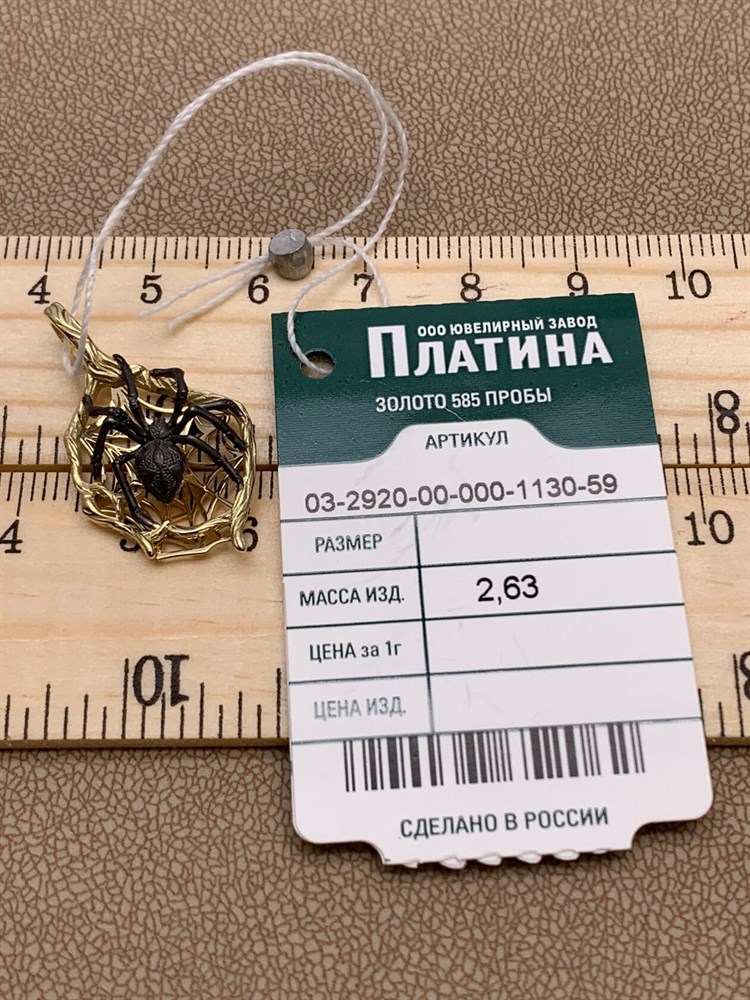 4 5 6 7 8 9 10
ООО ЮВЕЛИРНЫЙ ЗАВОД
ПЛАТИНА
ЗОЛОТО 585 ПРОБЫ
АРТИКУЛ
03-2920-00-000-1130-59
РАЗМЕР
МАССА ИЗД. 2,63
ЦЕНА за 1г
ЦЕНА ИЗД.
СДЕЛАНО В РОССИИ
8
4 6 10
10